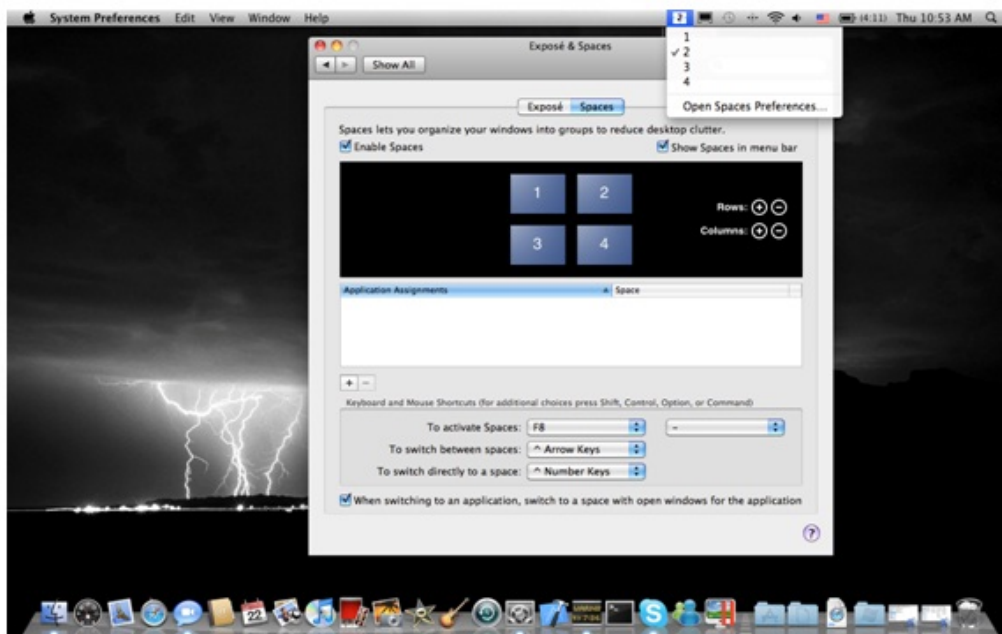 System Preferences Edit View Window Help
2 (4:11) Thu 10:53 AM
1
✓ 2
3
4
Open Spaces Preferences...
Exposé & Spaces
Show All
Exposé Spaces
Spaces lets you organize your windows into groups to reduce desktop clutter.
Enable Spaces Show Spaces in menu bar
1 2
Rows:
Columns:
3 4
Application Assignments Space
+ -
Keyboard and Mouse Shortcuts (for additional choices press Shift, Control, Option, or Command)
To activate Spaces: F8 -
To switch between spaces: ^ Arrow Keys
To switch directly to a space: ^ Number Keys
When switching to an application, switch to a space with open windows for the application
?
22